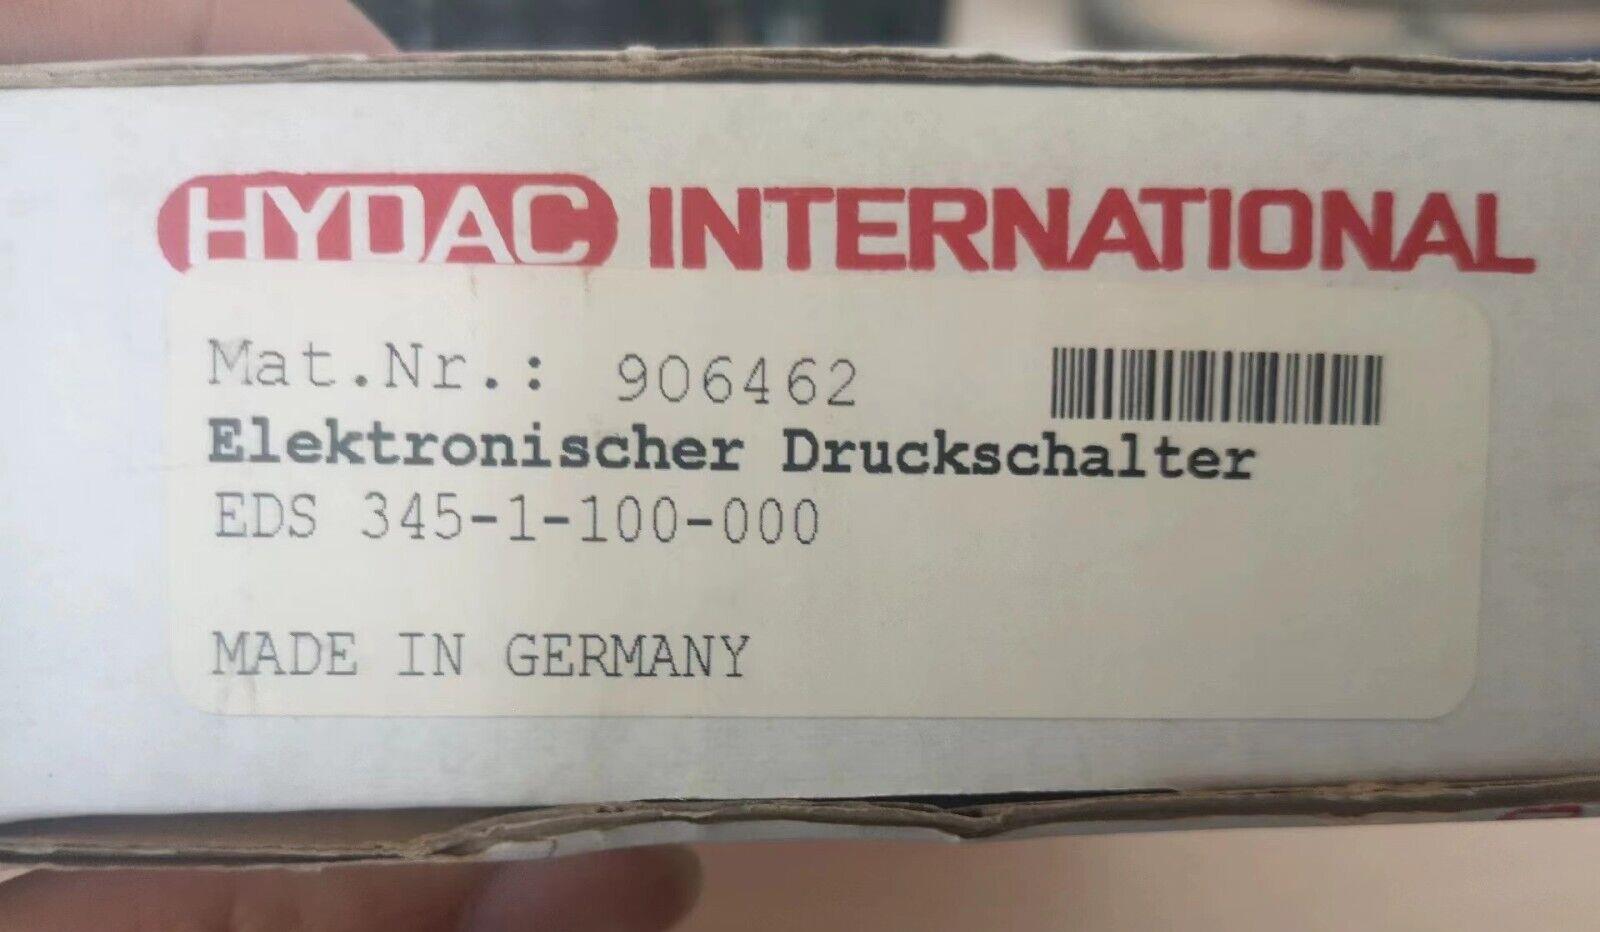 HYDAC INTERNATIONAL
Mat.Nr.: 906462
Elektronischer Druckschalter
EDS 345-1-100-000
MADE IN GERMANY